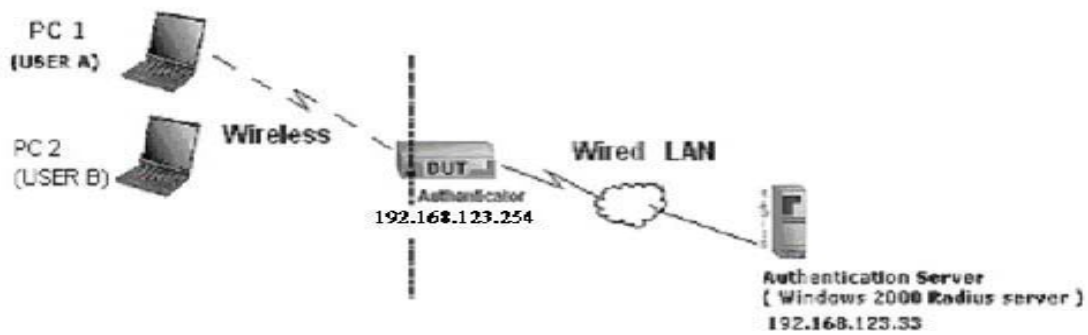 PC 1
(USER A)
PC 2
(USER B)
Wireless
DUT
Authenticator
192.168.123.254
Wired LAN
Authentication Server
( Windows 2000 Radius server )
192.168.123.33